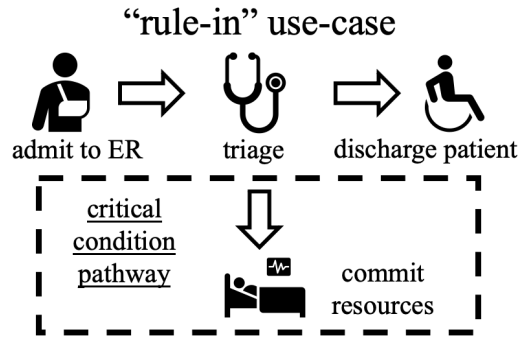 “rule-in” use-case
admit to ER
triage
discharge patient
critical
condition
pathway
commit
resources